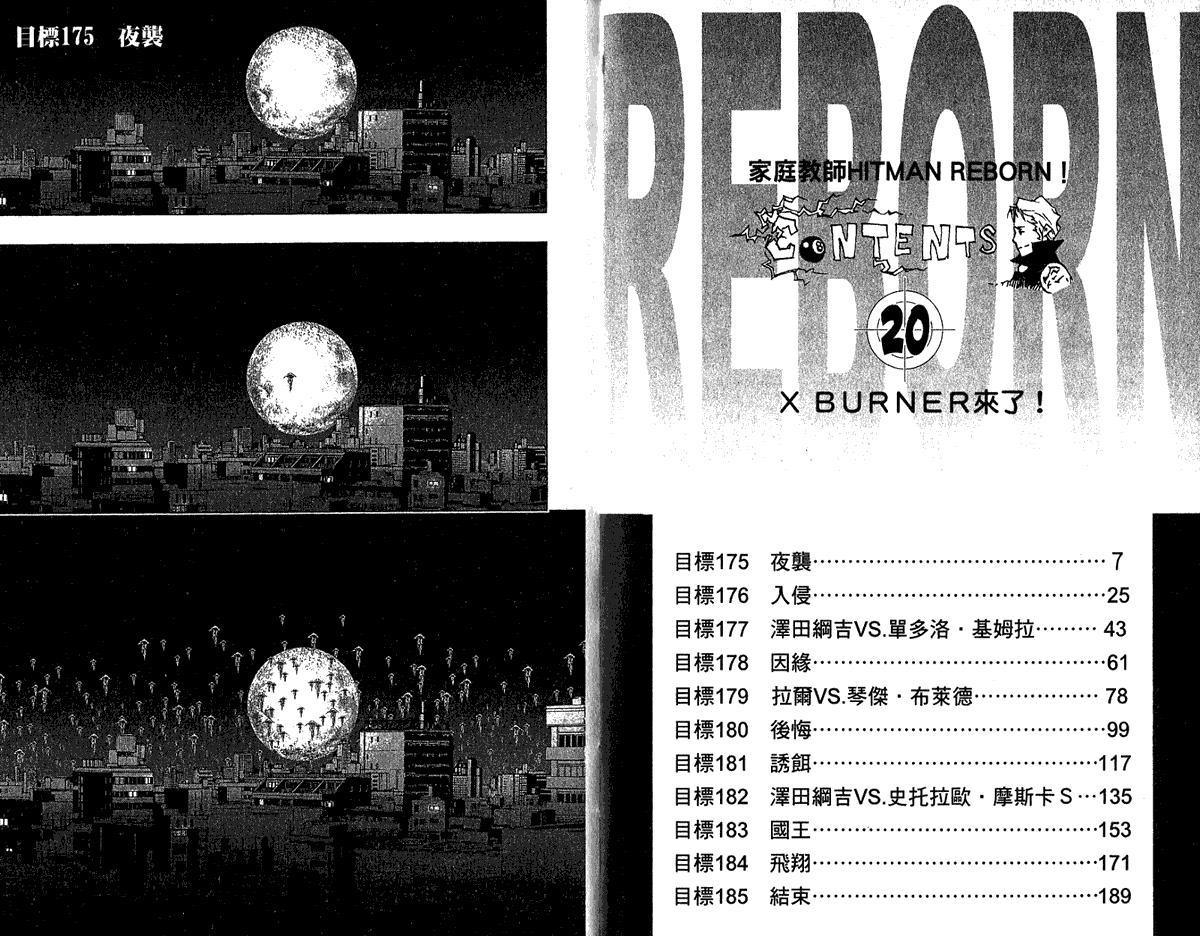 REBORN
家庭教師HITMAN REBORN！
CONTENTS
20
X BURNER來了！
目標175　夜襲……………………………………7
目標176　入侵……………………………………25
目標177　澤田綱吉VS.單多洛・基姆拉………43
目標178　因緣……………………………………61
目標179　拉爾VS.琴傑・布萊德………………78
目標180　後悔……………………………………99
目標181　誘餌……………………………………117
目標182　澤田綱吉VS.史托拉歐・摩斯卡Ｓ…135
目標183　國王……………………………………153
目標184　飛翔……………………………………171
目標185　結束……………………………………189
目標175　夜襲